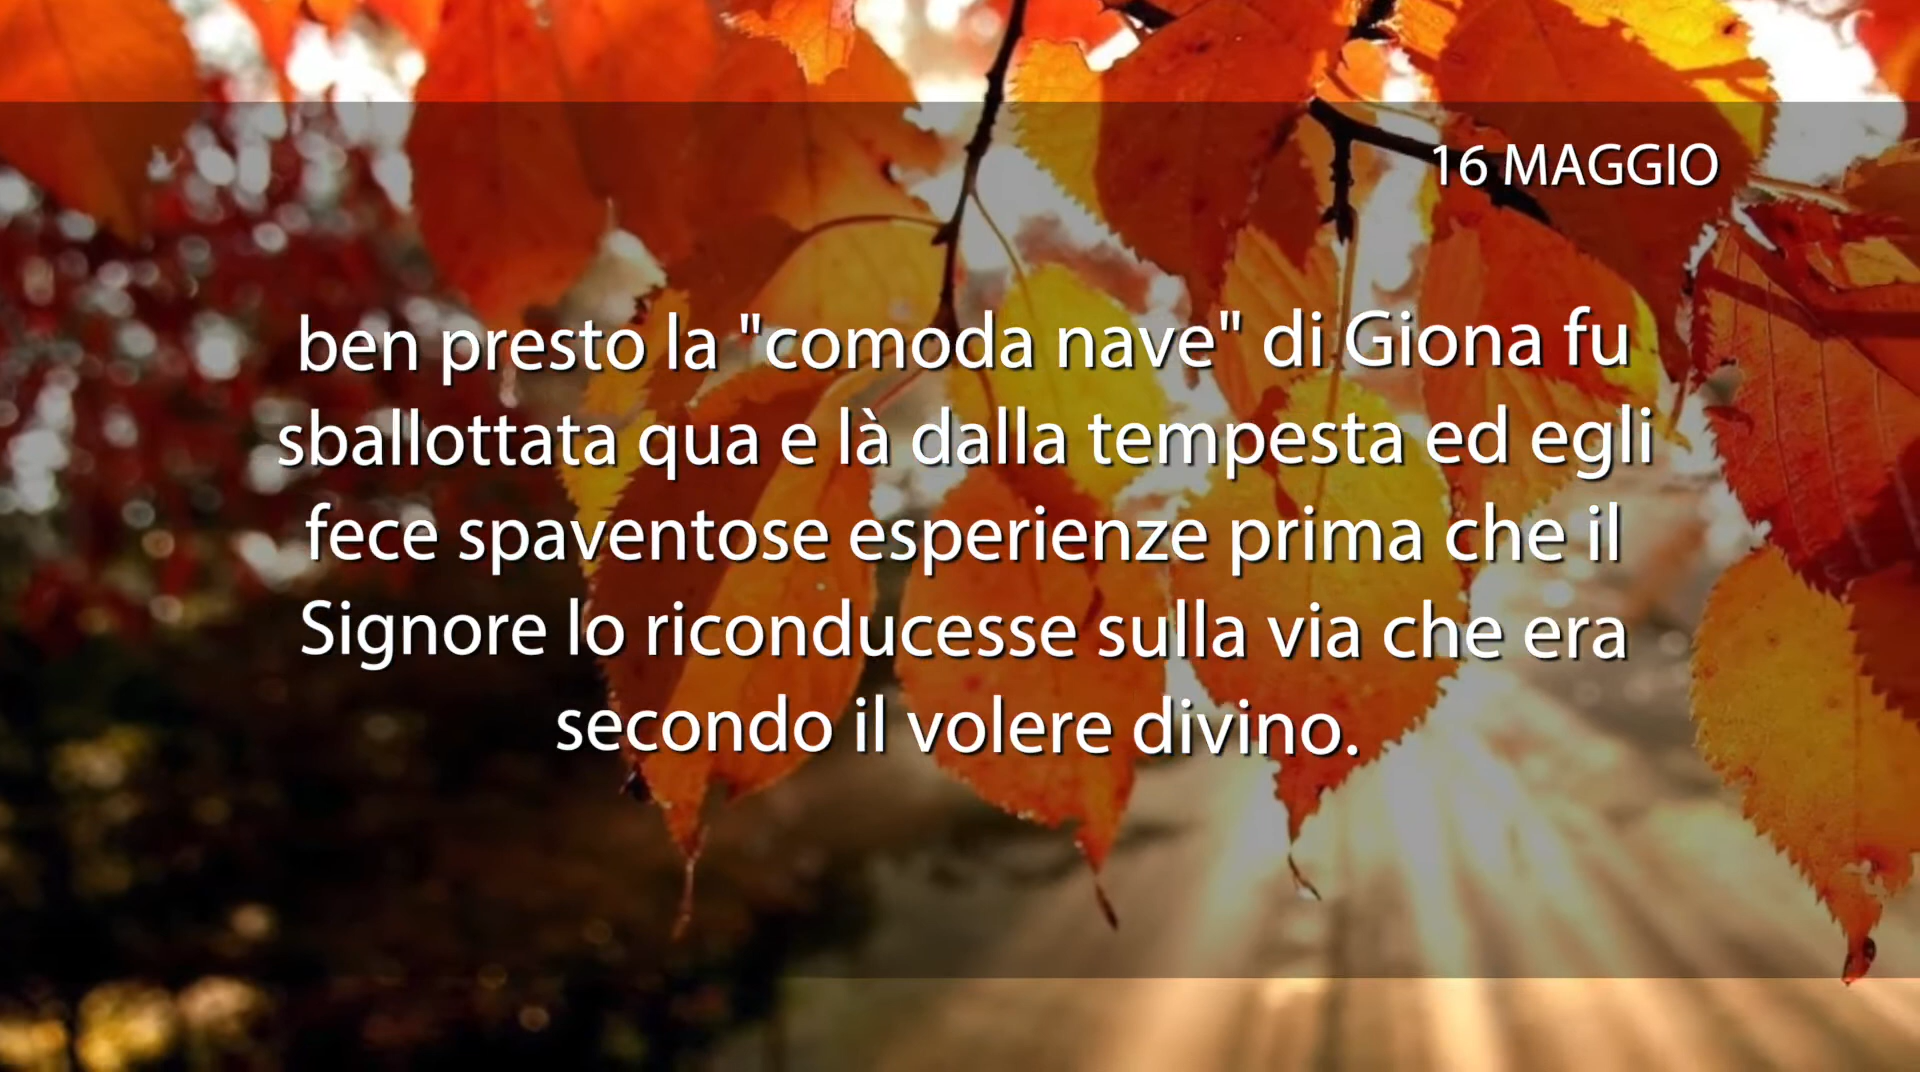 16 MAGGIO
ben presto la "comoda nave" di Giona fu
sballottata qua e là dalla tempesta ed egli
fece spaventose esperienze prima che il
Signore lo riconducesse sulla via che era
secondo il volere divino.